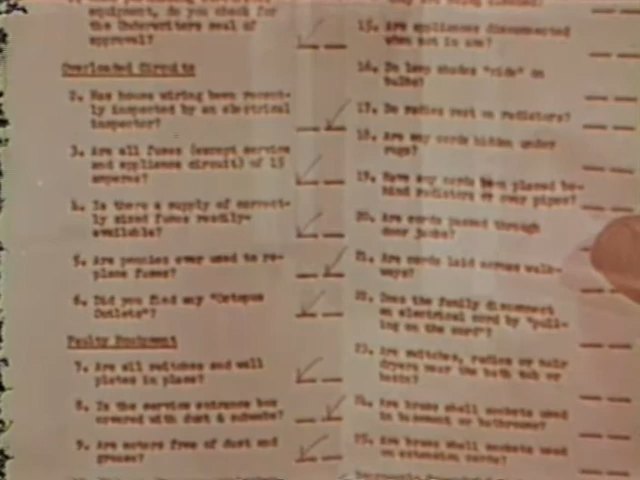 equipment, do you check for
the Underwriters seal of
approval?
Overloaded Circuits
2. Has house wiring been recent-
ly inspected by an electrical
inspector?
3. Are all fuses (except service
and appliance circuit) of 15
amperes?
4. Is there a supply of correct-
ly sized fuses readily
available?
5. Are pennies ever used to re-
place fuses?
6. Did you find any "Octopus
Outlets"?
Faulty Equipment
7. Are all switches and wall
plates in place?
8. Is the service entrance box
covered with dust & cobwebs?
9. Are motors free of dust and
grease?
15. Are appliances disconnected
when not in use?
16. Do lamp shades "ride" on
bulbs?
17. Do radios rest on radiators?
18. Are any cords hidden under
rugs?
19. Have any cords been placed be-
hind radiators or over pipes?
20. Are cords passed through
door jambs?
21. Are cords laid across walk-
ways?
22. Does the family disconnect
an electrical cord by "pull-
ing on the cord"?
23. Are switches, radios or hair
dryers near the bath tub or
basin?
24. Are brass shell sockets used
in basement or bathrooms?
25. Are brass shell sockets used
on extension cords?